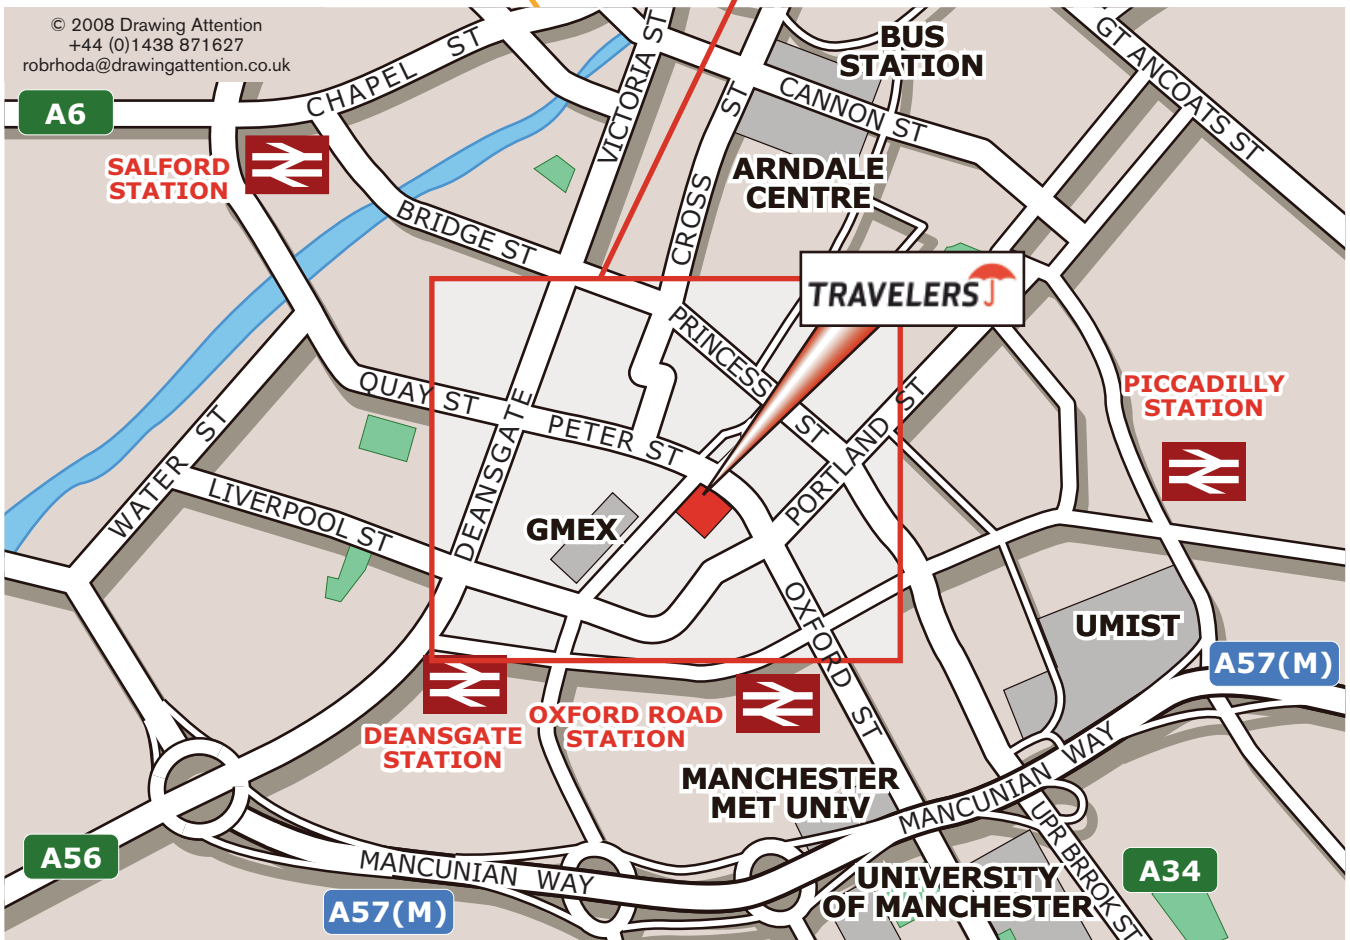 © 2008 Drawing Attention
+44 (0)1438 871627
robrhoda@drawingattention.co.uk
A6
CHAPEL ST
VICTORIA ST
CROSS ST
BUS
STATION
CANNON ST
GT ANCOATS ST
SALFORD
STATION
ARNDALE
CENTRE
BRIDGE ST
TRAVELERS
PRINCESS ST
QUAY ST
PETER ST
DEANSGATE
PORTLAND ST
PICCADILLY
STATION
WATER ST
LIVERPOOL ST
GMEX
OXFORD ST
UMIST
A57(M)
DEANSGATE
STATION
OXFORD ROAD
STATION
MANCHESTER
MET UNIV
MANCUNIAN WAY
UPR BRROK ST
A56
MANCUNIAN WAY
A57(M)
UNIVERSITY
OF MANCHESTER
A34